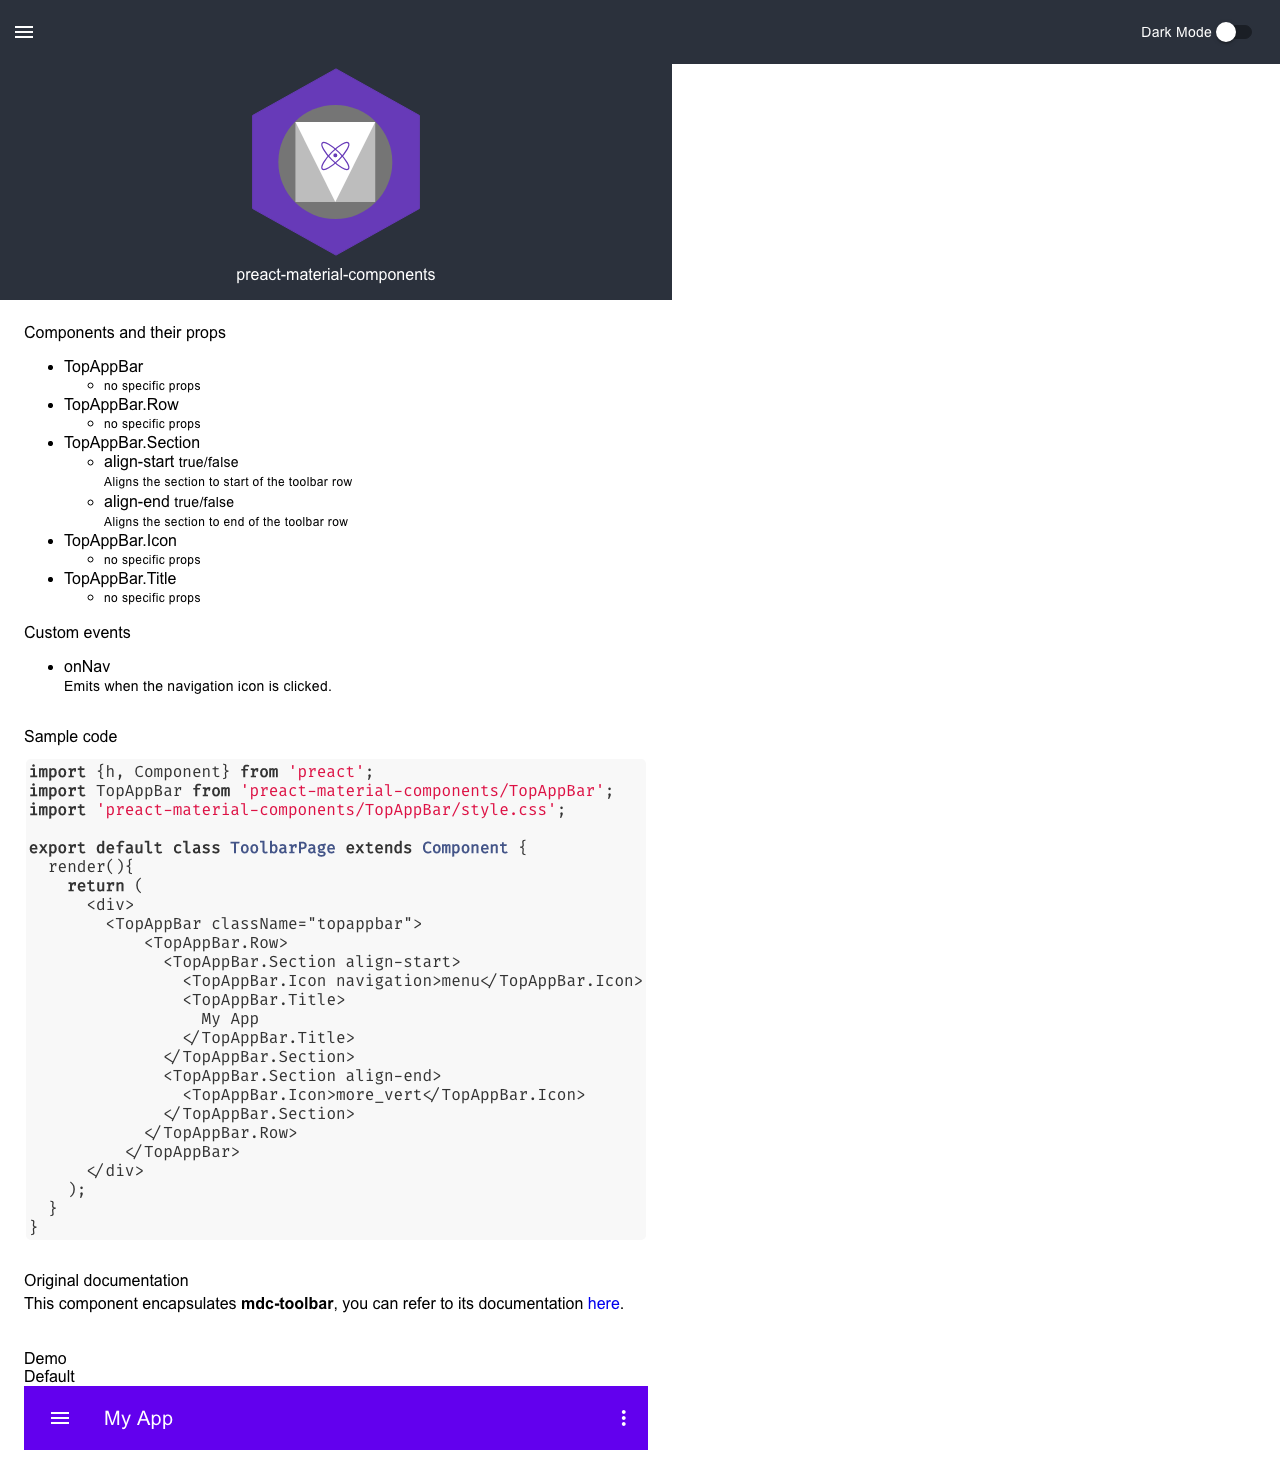 Dark Mode
preact-material-components
Components and their props
TopAppBar
no specific props
TopAppBar.Row
no specific props
TopAppBar.Section
align-start true/false
Aligns the section to start of the toolbar row
align-end true/false
Aligns the section to end of the toolbar row
TopAppBar.Icon
no specific props
TopAppBar.Title
no specific props
Custom events
onNav
Emits when the navigation icon is clicked.
Sample code
import {h, Component} from 'preact';
import TopAppBar from 'preact-material-components/TopAppBar';
import 'preact-material-components/TopAppBar/style.css';
export default class ToolbarPage extends Component {
  render(){
    return (
      <div>
        <TopAppBar className="topappbar">
            <TopAppBar.Row>
              <TopAppBar.Section align-start>
                <TopAppBar.Icon navigation>menu</TopAppBar.Icon>
                <TopAppBar.Title>
                  My App
                </TopAppBar.Title>
              </TopAppBar.Section>
              <TopAppBar.Section align-end>
                <TopAppBar.Icon>more_vert</TopAppBar.Icon>
              </TopAppBar.Section>
            </TopAppBar.Row>
          </TopAppBar>
      </div>
    );
  }
}
Original documentation
This component encapsulates mdc-toolbar, you can refer to its documentation here.
Demo
Default
My App